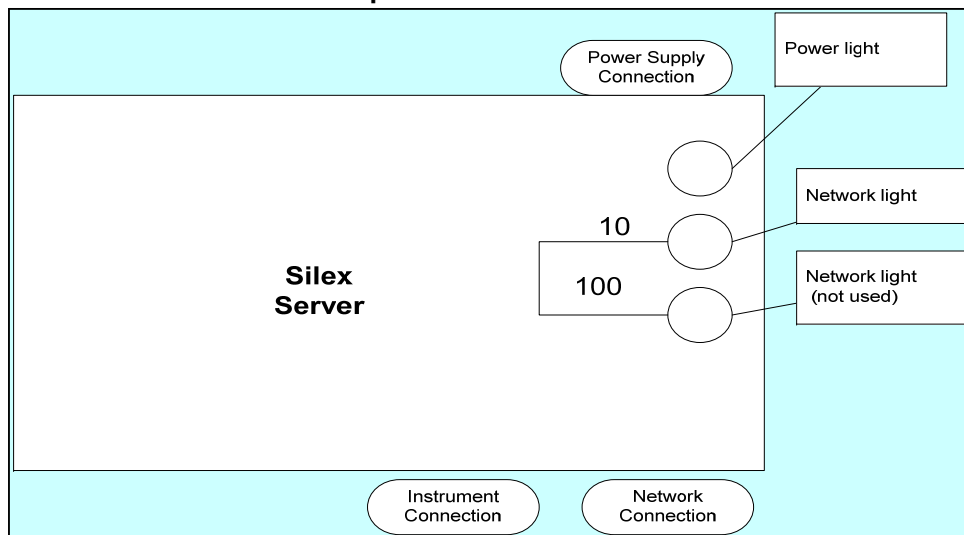 Power light
Power Supply
Connection
Network light
10
100
Network light
(not used)
Silex
Server
Instrument
Connection
Network
Connection